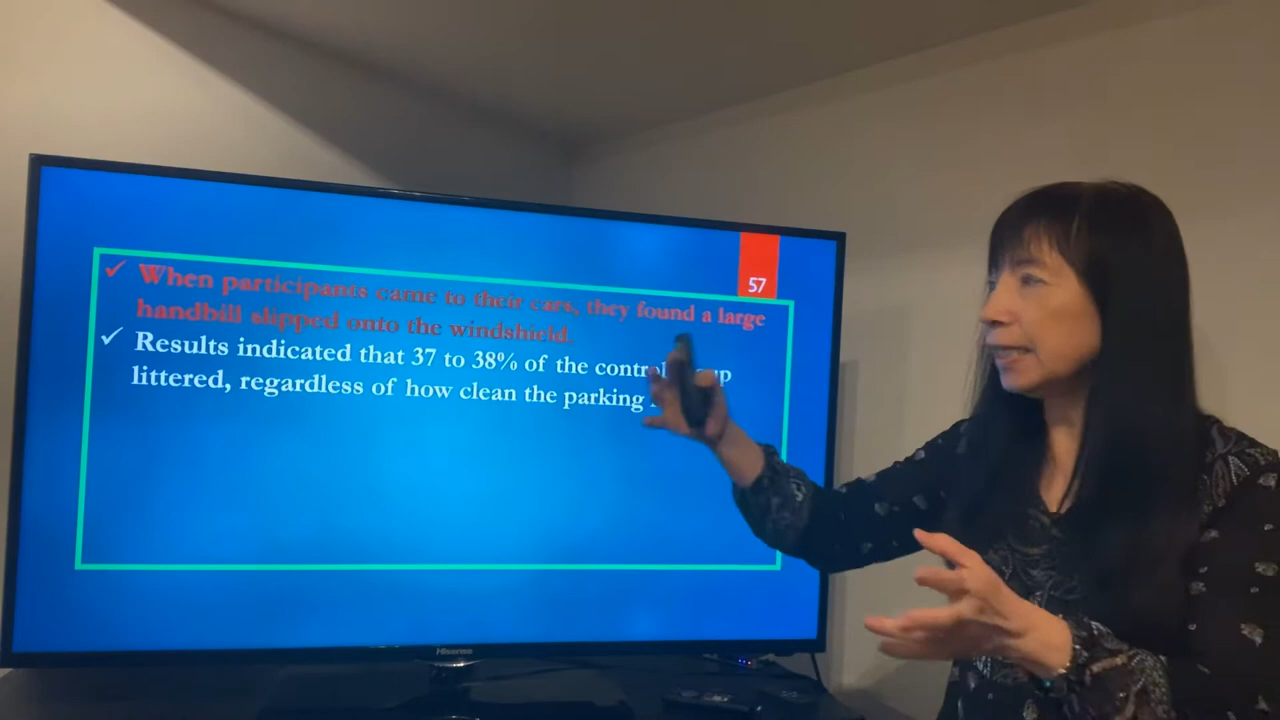 57
✓ When participants came to their cars, they found a large
handbill slipped onto the windshield.
✓ Results indicated that 37 to 38% of the control
littered, regardless of how clean the parking
Hisense